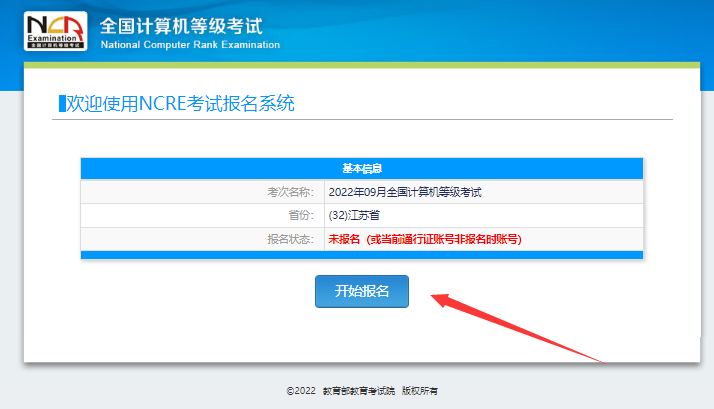 NCR
Examination
全国计算机等级考试
全国计算机等级考试
National Computer Rank Examination
欢迎使用NCRE考试报名系统
基本信息
考次名称: 2022年09月全国计算机等级考试
省份: (32)江苏省
报名状态: 未报名（或当前通行证账号非报名时账号）
开始报名
©2022 教育部教育考试院 版权所有